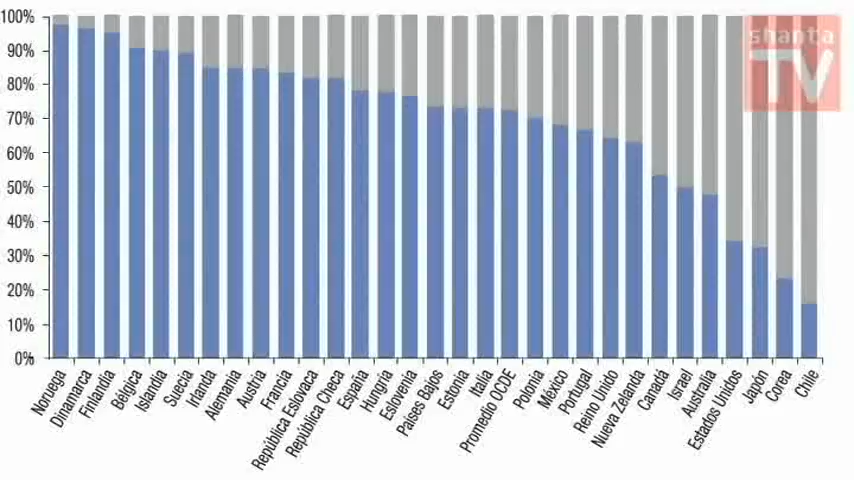 100%
90%
80%
70%
60%
50%
40%
30%
20%
10%
0%
shanta
TV
Noruega
Dinamarca
Finlandia
Bélgica
Islandia
Suecia
Irlanda
Alemania
Austria
Francia
República Eslovaca
República Checa
España
Hungria
Eslovenia
Países Bajos
Estonia
Italia
Promedio OCDE
Polonia
México
Portugal
Reino Unido
Nueva Zelanda
Canadá
Israel
Australia
Estados Unidos
Japón
Corea
Chile